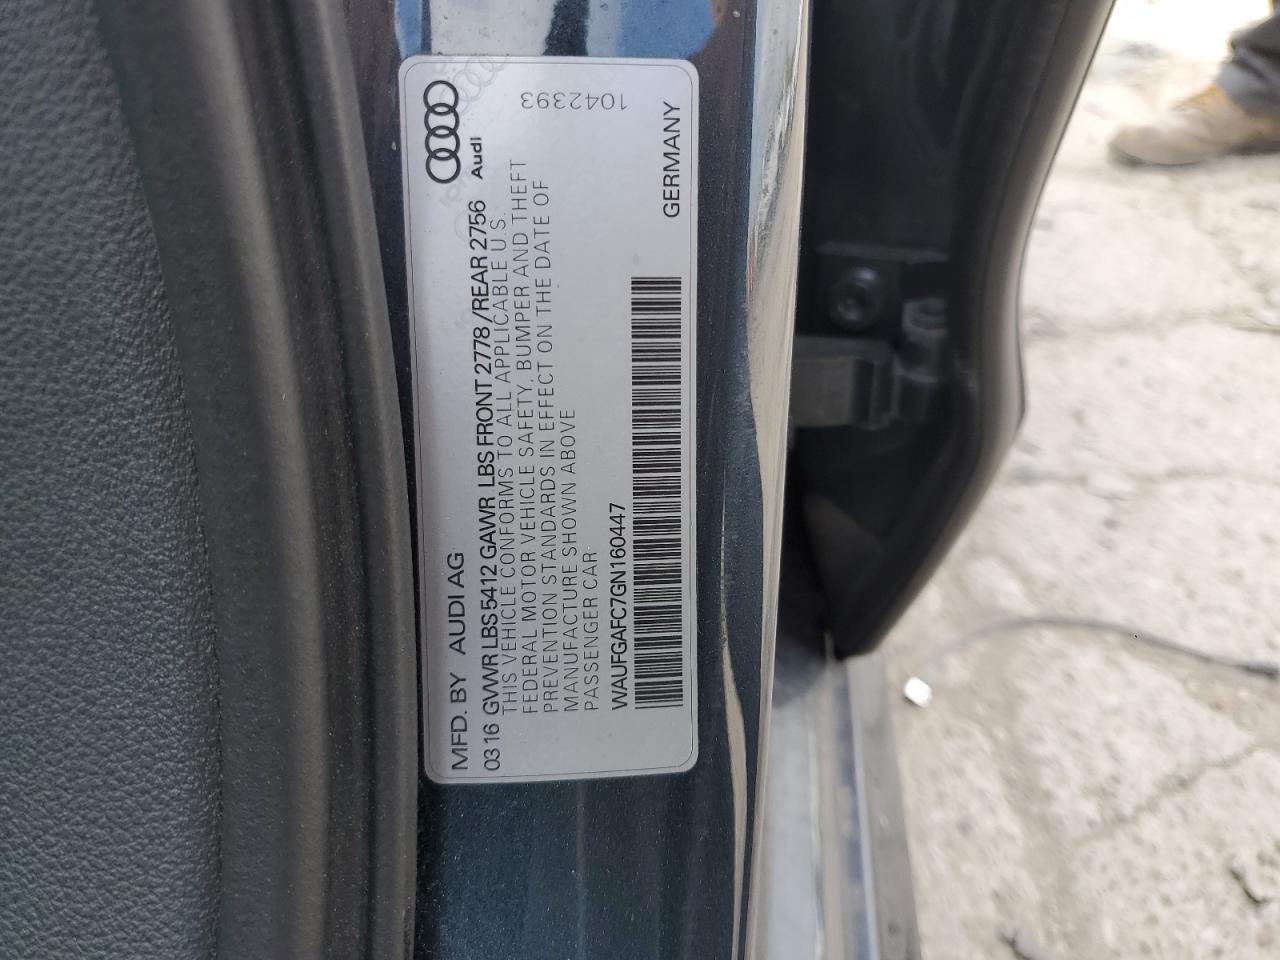 MFD. BY AUDI AG
Audi
03 16 GVWR LBS 5412 GAWR LBS FRONT 2778 / REAR 2756
THIS VEHICLE CONFORMS TO ALL APPLICABLE U.S.
FEDERAL MOTOR VEHICLE SAFETY, BUMPER AND THEFT
PREVENTION STANDARDS IN EFFECT ON THE DATE OF
MANUFACTURE SHOWN ABOVE
PASSENGER CAR
WAUFGAFC7GN160447
GERMANY
1042393